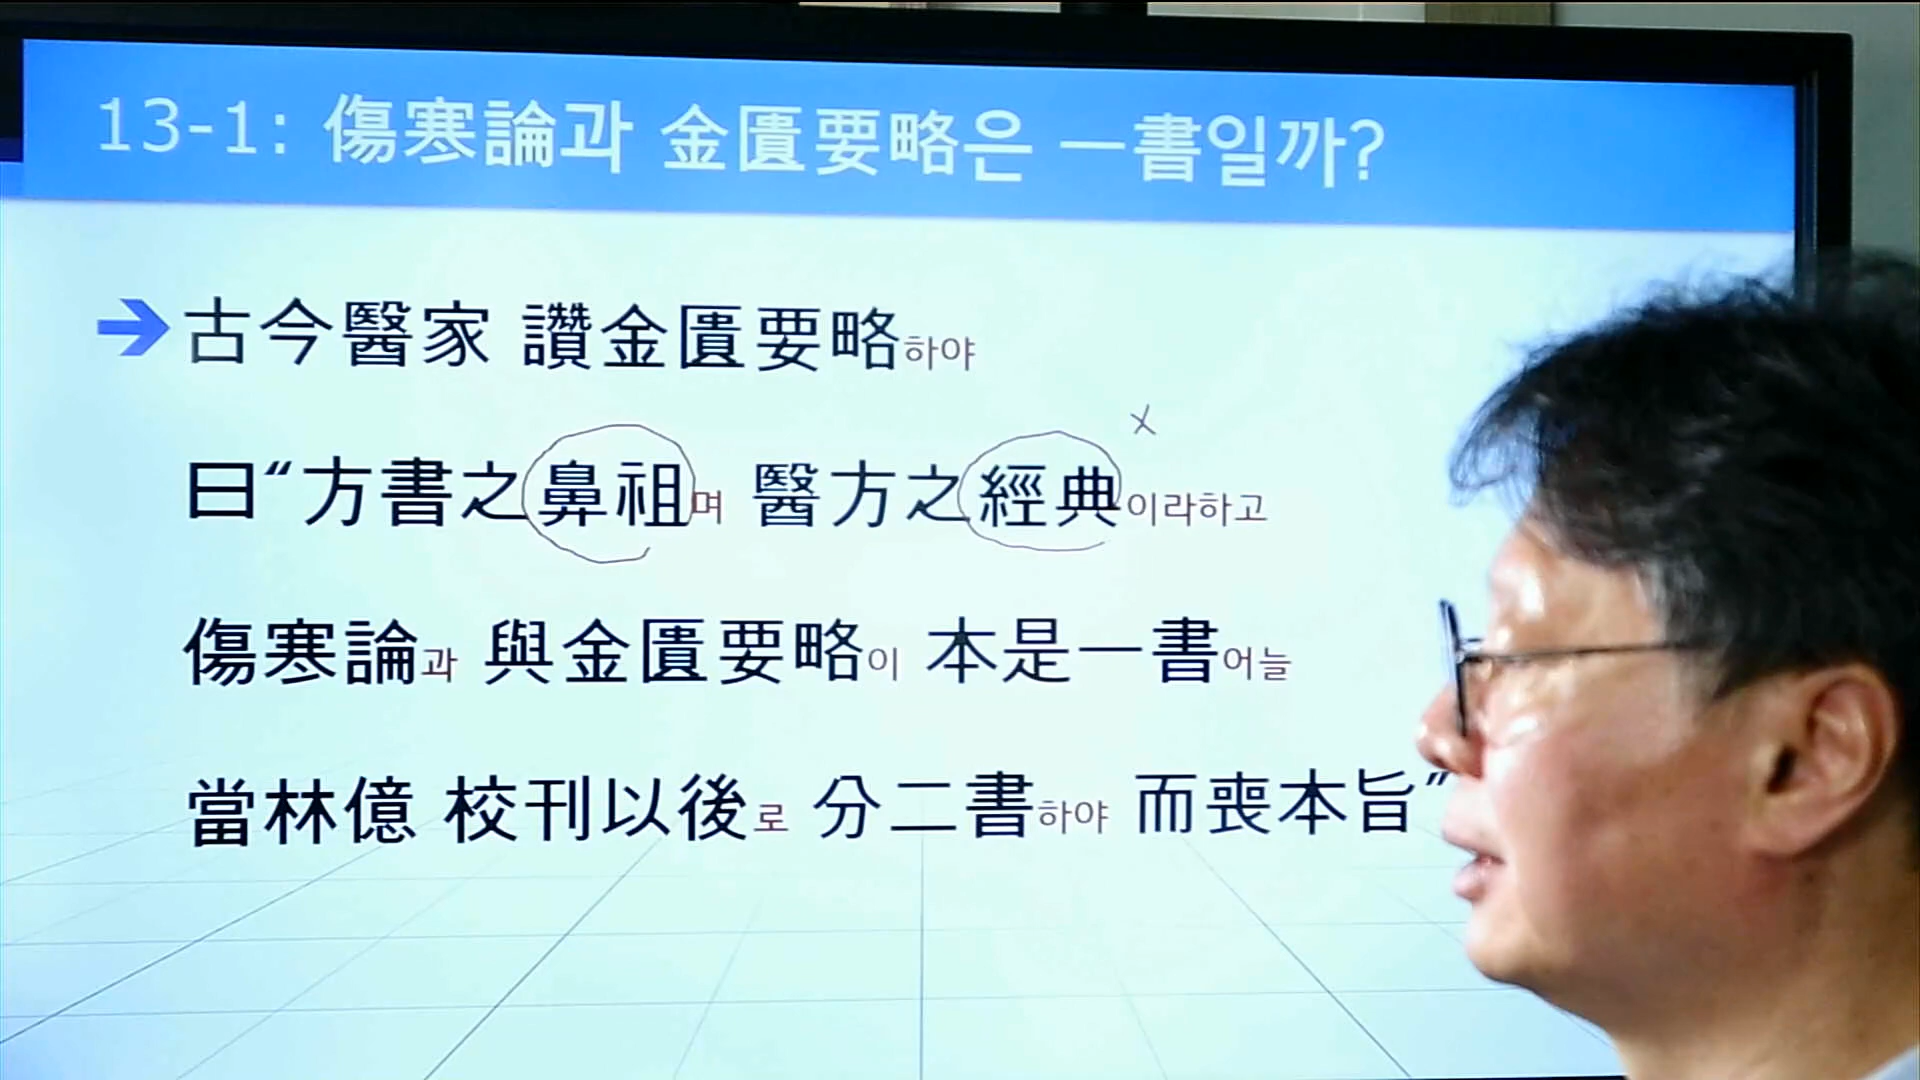 13-1: 傷寒論과 金匱要略은 一書일까?
➔古今醫家 讚金匱要略하야
x
曰“方書之鼻祖며 醫方之經典이라하고
傷寒論과 與金匱要略이 本是一書어늘
當林億 校刊以後로 分二書하야 而喪本旨”